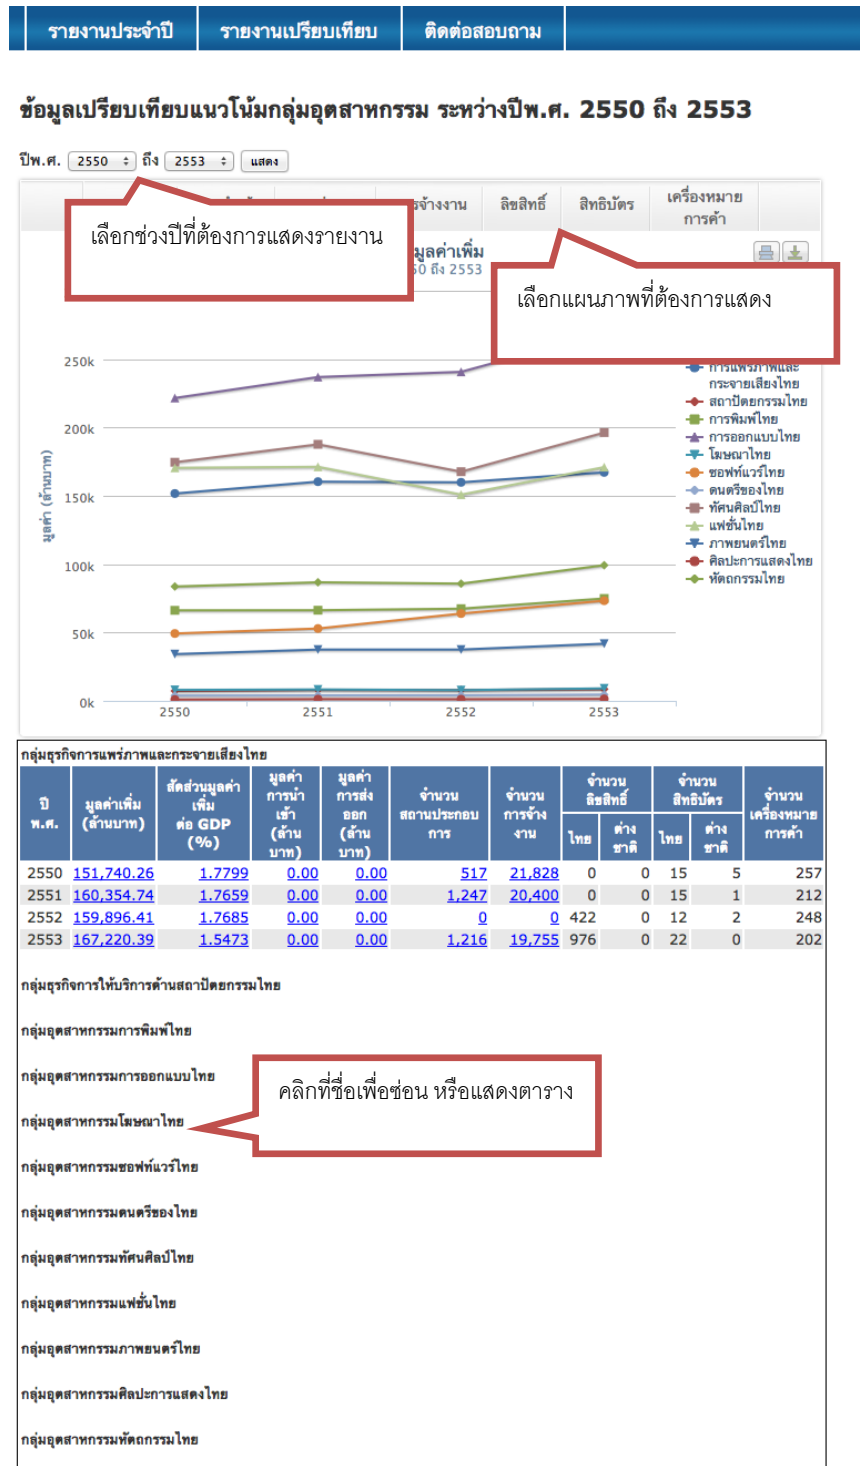 รายงานประจำปี รายงานเปรียบเทียบ ติดต่อสอบถาม
ข้อมูลเปรียบเทียบแนวโน้มกลุ่มอุตสาหกรรม ระหว่างปีพ.ศ. 2550 ถึง 2553
ปีพ.ศ. 2550 ถึง 2553 แสดง
จ้างงาน ลิขสิทธิ์ สิทธิบัตร เครื่องหมาย
การค้า
เลือกช่วงปีที่ต้องการแสดงรายงาน
มูลค่าเพิ่ม
50 ถึง 2553
เลือกแผนภาพที่ต้องการแสดง
มูลค่า (ล้านบาท)
250k
200k
150k
100k
50k
0k
2550 2551 2552 2553
การแพร่ภาพและ
กระจายเสียงไทย
สถาปัตยกรรมไทย
การพิมพ์ไทย
การออกแบบไทย
โฆษณาไทย
ซอฟท์แวร์ไทย
ดนตรีของไทย
ทัศนศิลป์ไทย
แฟชั่นไทย
ภาพยนตร์ไทย
ศิลปะการแสดงไทย
หัตถกรรมไทย
กลุ่มธุรกิจการแพร่ภาพและกระจายเสียงไทย
ปี
พ.ศ.
มูลค่าเพิ่ม
(ล้านบาท)
สัดส่วนมูลค่า
เพิ่ม
ต่อ GDP
(%)
มูลค่า
การนำ
เข้า
(ล้าน
บาท)
มูลค่า
การส่ง
ออก
(ล้าน
บาท)
จำนวน
สถานประกอบ
การ
จำนวน
การจ้าง
งาน
จำนวน
ลิขสิทธิ์
ไทย ต่าง
ชาติ
จำนวน
สิทธิบัตร
ไทย ต่าง
ชาติ
จำนวน
เครื่องหมาย
การค้า
2550 151,740.26 1.7799 0.00 0.00 517 21,828 0 0 15 5 257
2551 160,354.74 1.7659 0.00 0.00 1,247 20,400 0 0 15 1 212
2552 159,896.41 1.7685 0.00 0.00 0 0 422 0 12 2 248
2553 167,220.39 1.5473 0.00 0.00 1,216 19,755 976 0 22 0 202
กลุ่มธุรกิจการให้บริการด้านสถาปัตยกรรมไทย
กลุ่มอุตสาหกรรมการพิมพ์ไทย
กลุ่มอุตสาหกรรมการออกแบบไทย
คลิกที่ชื่อเพื่อซ่อน หรือแสดงตาราง
กลุ่มอุตสาหกรรมโฆษณาไทย
กลุ่มอุตสาหกรรมซอฟท์แวร์ไทย
กลุ่มอุตสาหกรรมดนตรีของไทย
กลุ่มอุตสาหกรรมทัศนศิลป์ไทย
กลุ่มอุตสาหกรรมแฟชั่นไทย
กลุ่มอุตสาหกรรมภาพยนตร์ไทย
กลุ่มอุตสาหกรรมศิลปะการแสดงไทย
กลุ่มอุตสาหกรรมหัตถกรรมไทย